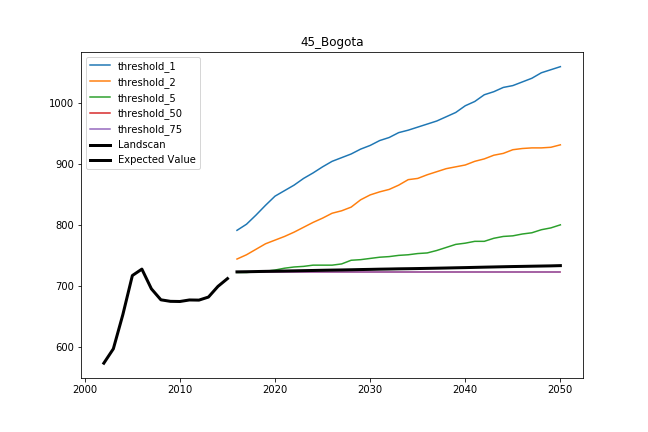 45_Bogota
threshold_1
threshold_2
threshold_5
threshold_50
threshold_75
Landscan
Expected Value
1000
900
800
700
600
2000 2010 2020 2030 2040 2050